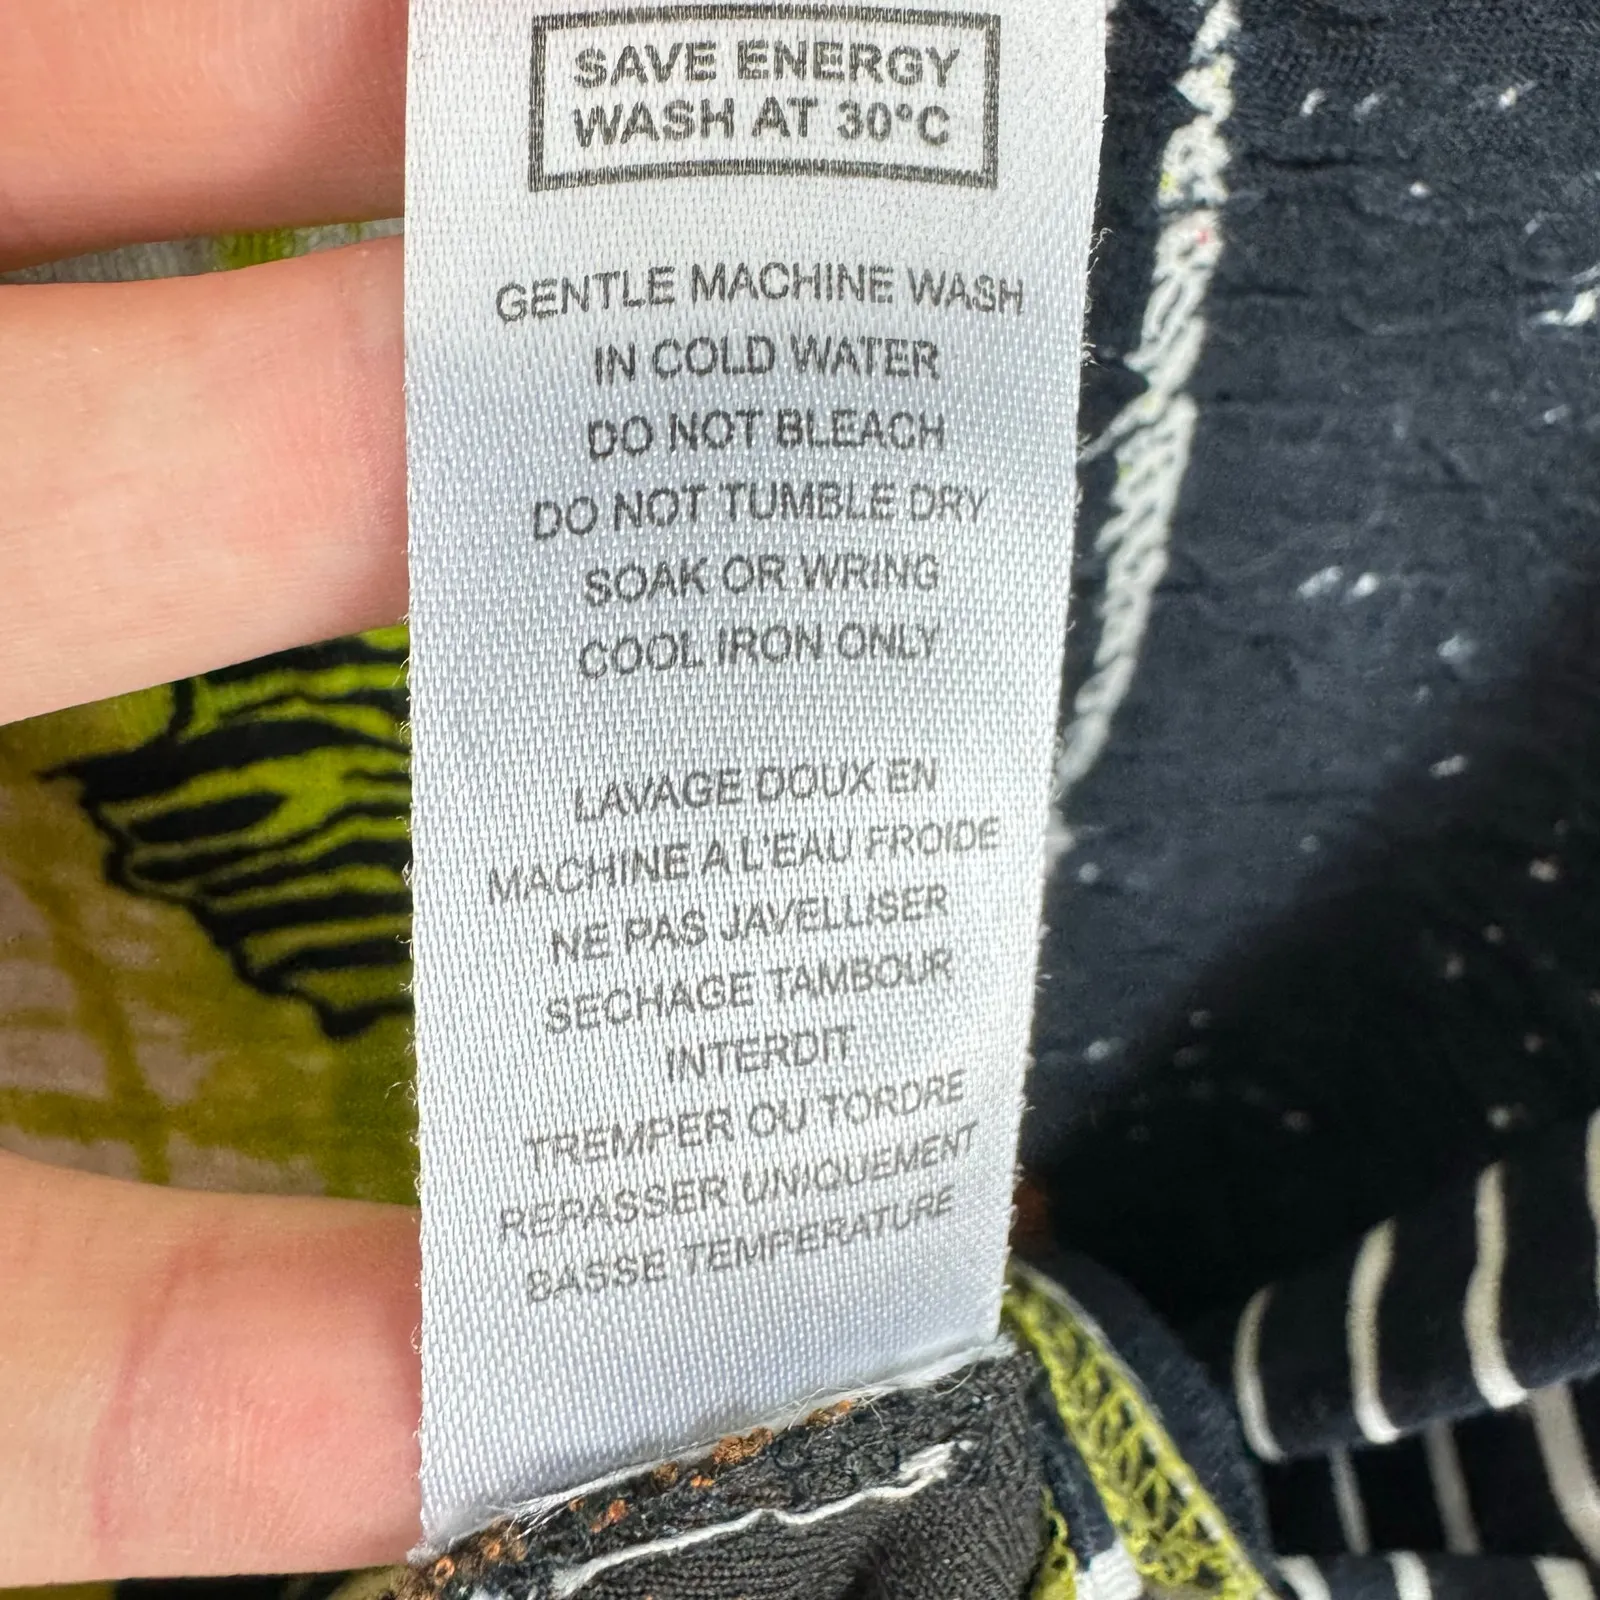 SAVE ENERGY
WASH AT 30°C
GENTLE MACHINE WASH
IN COLD WATER
DO NOT BLEACH
DO NOT TUMBLE DRY
SOAK OR WRING
COOL IRON ONLY
LAVAGE DOUX EN
MACHINE A L'EAU FROIDE
NE PAS JAVELLISER
SECHAGE TAMBOUR
INTERDIT
TREMPER OU TORDRE
REPASSER UNIQUEMENT
BASSE TEMPERATURE